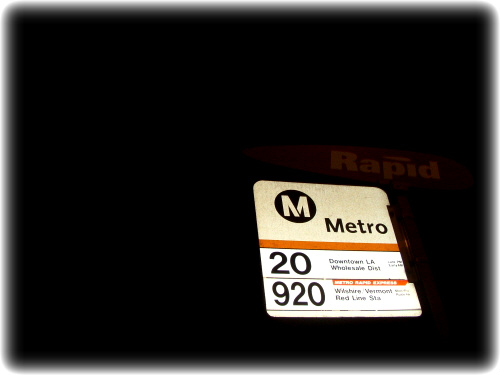 Rapid
M Metro
20 Downtown LA
Wholesale Dist
METRO RAPID EXPRESS
920 Wilshire Vermont
Red Line Sta